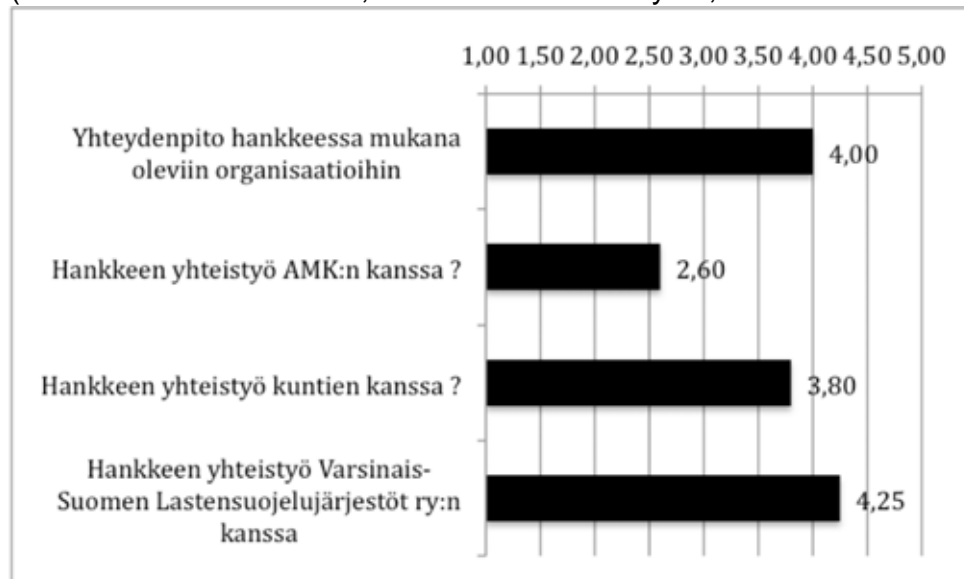 1,00 1,50 2,00 2,50 3,00 3,50 4,00 4,50 5,00
Yhteydenpito hankkeessa mukana
oleviin organisaatioihin
4,00
Hankkeen yhteistyö AMK:n kanssa ?
2,60
Hankkeen yhteistyö kuntien kanssa ?
3,80
Hankkeen yhteistyö Varsinais-
Suomen Lastensuojelujärjestöt ry:n
kanssa
4,25